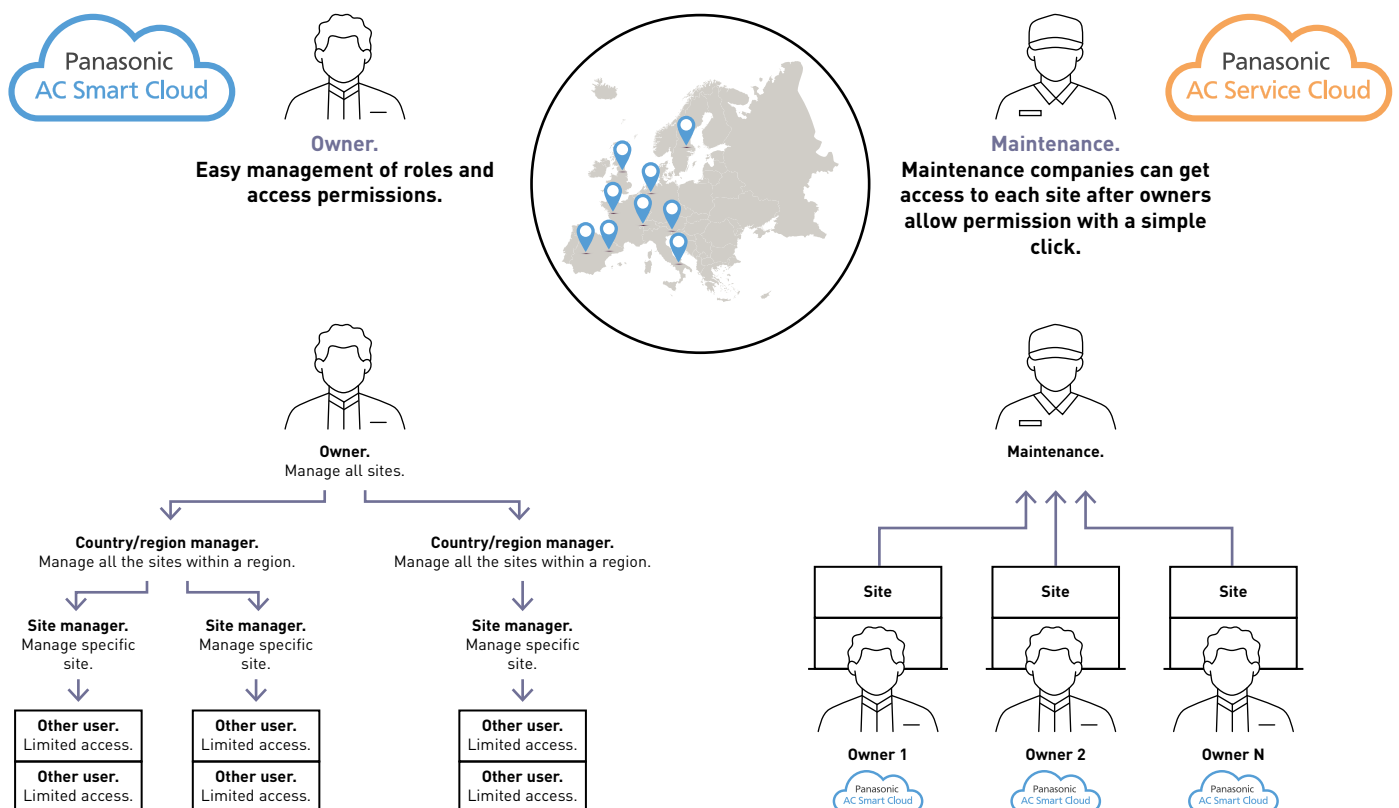 Panasonic
AC Smart Cloud
Owner.
Easy management of roles and
access permissions.
Maintenance.
Maintenance companies can get
access to each site after owners
allow permission with a simple
click.
Panasonic
AC Service Cloud
Owner.
Manage all sites.
Country/region manager.
Manage all the sites within a region.
Country/region manager.
Manage all the sites within a region.
Site manager.
Manage specific
site.
Site manager.
Manage specific
site.
Site manager.
Manage specific
site.
Other user.
Limited access.
Other user.
Limited access.
Other user.
Limited access.
Other user.
Limited access.
Other user.
Limited access.
Other user.
Limited access.
Maintenance.
Site
Site
Site
Owner 1
Owner 2
Owner N
Panasonic
AC Smart Cloud
Panasonic
AC Smart Cloud
Panasonic
AC Smart Cloud